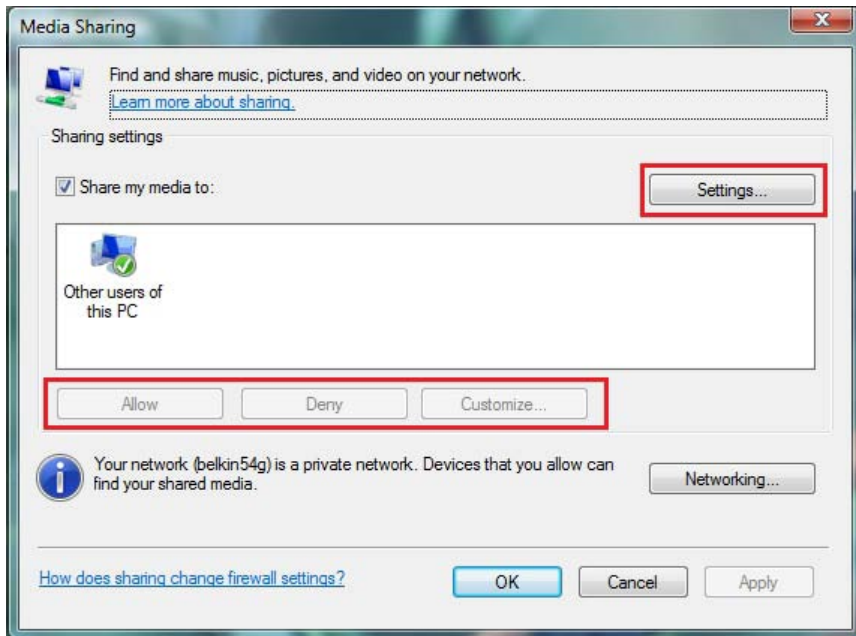 Media Sharing
Find and share music, pictures, and video on your network.
Learn more about sharing.
Sharing settings
Share my media to:
Settings...
Other users of
this PC
Allow
Deny
Customize...
Your network (belkin54g) is a private network. Devices that you allow can
find your shared media.
Networking...
How does sharing change firewall settings?
OK
Cancel
Apply